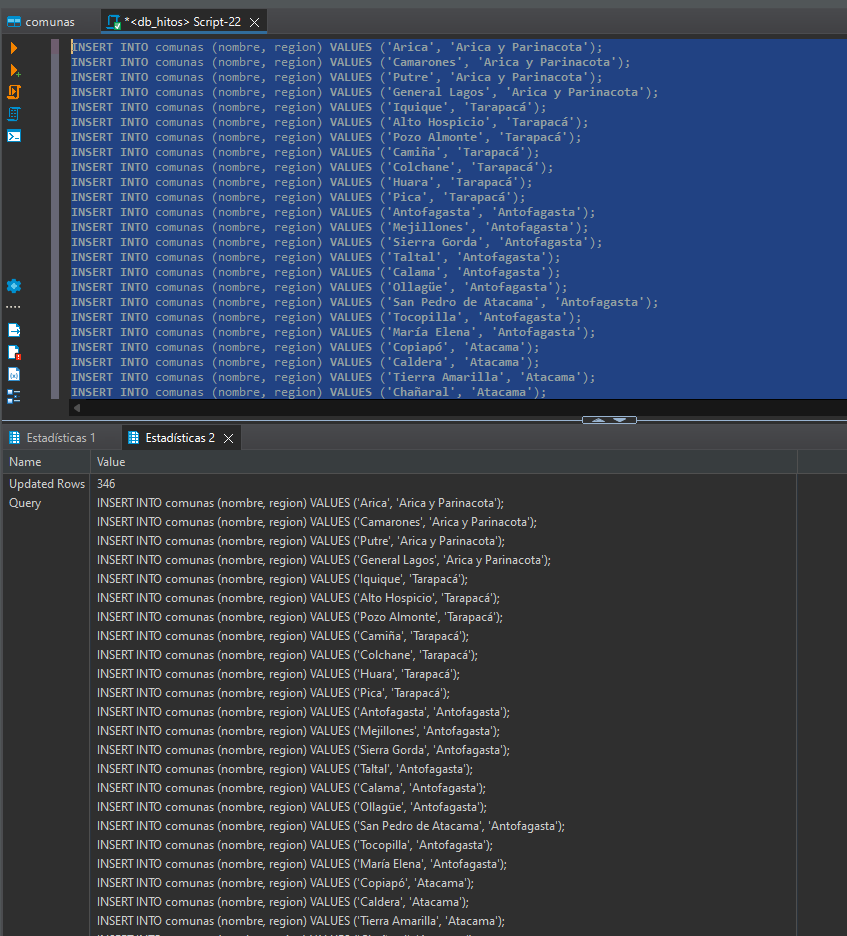 comunas
*<db_hitos> Script-22
INSERT INTO comunas (nombre, region) VALUES ('Arica', 'Arica y Parinacota');
INSERT INTO comunas (nombre, region) VALUES ('Camarones', 'Arica y Parinacota');
INSERT INTO comunas (nombre, region) VALUES ('Putre', 'Arica y Parinacota');
INSERT INTO comunas (nombre, region) VALUES ('General Lagos', 'Arica y Parinacota');
INSERT INTO comunas (nombre, region) VALUES ('Iquique', 'Tarapacá');
INSERT INTO comunas (nombre, region) VALUES ('Alto Hospicio', 'Tarapacá');
INSERT INTO comunas (nombre, region) VALUES ('Pozo Almonte', 'Tarapacá');
INSERT INTO comunas (nombre, region) VALUES ('Camiña', 'Tarapacá');
INSERT INTO comunas (nombre, region) VALUES ('Colchane', 'Tarapacá');
INSERT INTO comunas (nombre, region) VALUES ('Huara', 'Tarapacá');
INSERT INTO comunas (nombre, region) VALUES ('Pica', 'Tarapacá');
INSERT INTO comunas (nombre, region) VALUES ('Antofagasta', 'Antofagasta');
INSERT INTO comunas (nombre, region) VALUES ('Mejillones', 'Antofagasta');
INSERT INTO comunas (nombre, region) VALUES ('Sierra Gorda', 'Antofagasta');
INSERT INTO comunas (nombre, region) VALUES ('Taltal', 'Antofagasta');
INSERT INTO comunas (nombre, region) VALUES ('Calama', 'Antofagasta');
INSERT INTO comunas (nombre, region) VALUES ('Ollagüe', 'Antofagasta');
INSERT INTO comunas (nombre, region) VALUES ('San Pedro de Atacama', 'Antofagasta');
INSERT INTO comunas (nombre, region) VALUES ('Tocopilla', 'Antofagasta');
INSERT INTO comunas (nombre, region) VALUES ('María Elena', 'Antofagasta');
INSERT INTO comunas (nombre, region) VALUES ('Copiapó', 'Atacama');
INSERT INTO comunas (nombre, region) VALUES ('Caldera', 'Atacama');
INSERT INTO comunas (nombre, region) VALUES ('Tierra Amarilla', 'Atacama');
INSERT INTO comunas (nombre, region) VALUES ('Chañaral', 'Atacama');
Estadísticas 1
Estadísticas 2
Name Value
Updated Rows 346
Query INSERT INTO comunas (nombre, region) VALUES ('Arica', 'Arica y Parinacota');
INSERT INTO comunas (nombre, region) VALUES ('Camarones', 'Arica y Parinacota');
INSERT INTO comunas (nombre, region) VALUES ('Putre', 'Arica y Parinacota');
INSERT INTO comunas (nombre, region) VALUES ('General Lagos', 'Arica y Parinacota');
INSERT INTO comunas (nombre, region) VALUES ('Iquique', 'Tarapacá');
INSERT INTO comunas (nombre, region) VALUES ('Alto Hospicio', 'Tarapacá');
INSERT INTO comunas (nombre, region) VALUES ('Pozo Almonte', 'Tarapacá');
INSERT INTO comunas (nombre, region) VALUES ('Camiña', 'Tarapacá');
INSERT INTO comunas (nombre, region) VALUES ('Colchane', 'Tarapacá');
INSERT INTO comunas (nombre, region) VALUES ('Huara', 'Tarapacá');
INSERT INTO comunas (nombre, region) VALUES ('Pica', 'Tarapacá');
INSERT INTO comunas (nombre, region) VALUES ('Antofagasta', 'Antofagasta');
INSERT INTO comunas (nombre, region) VALUES ('Mejillones', 'Antofagasta');
INSERT INTO comunas (nombre, region) VALUES ('Sierra Gorda', 'Antofagasta');
INSERT INTO comunas (nombre, region) VALUES ('Taltal', 'Antofagasta');
INSERT INTO comunas (nombre, region) VALUES ('Calama', 'Antofagasta');
INSERT INTO comunas (nombre, region) VALUES ('Ollagüe', 'Antofagasta');
INSERT INTO comunas (nombre, region) VALUES ('San Pedro de Atacama', 'Antofagasta');
INSERT INTO comunas (nombre, region) VALUES ('Tocopilla', 'Antofagasta');
INSERT INTO comunas (nombre, region) VALUES ('María Elena', 'Antofagasta');
INSERT INTO comunas (nombre, region) VALUES ('Copiapó', 'Atacama');
INSERT INTO comunas (nombre, region) VALUES ('Caldera', 'Atacama');
INSERT INTO comunas (nombre, region) VALUES ('Tierra Amarilla', 'Atacama');